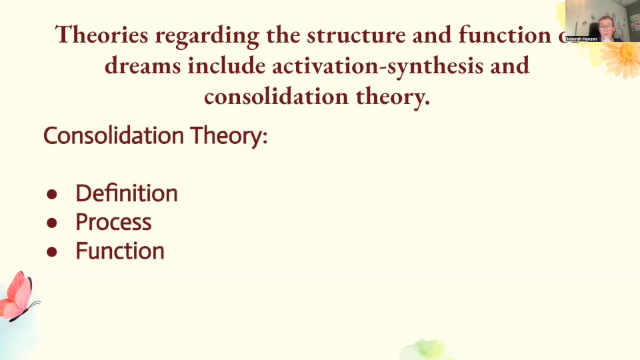 Theories regarding the structure and function o
dreams include activation-synthesis and
consolidation theory.
Consolidation Theory:
● Definition
● Process
● Function